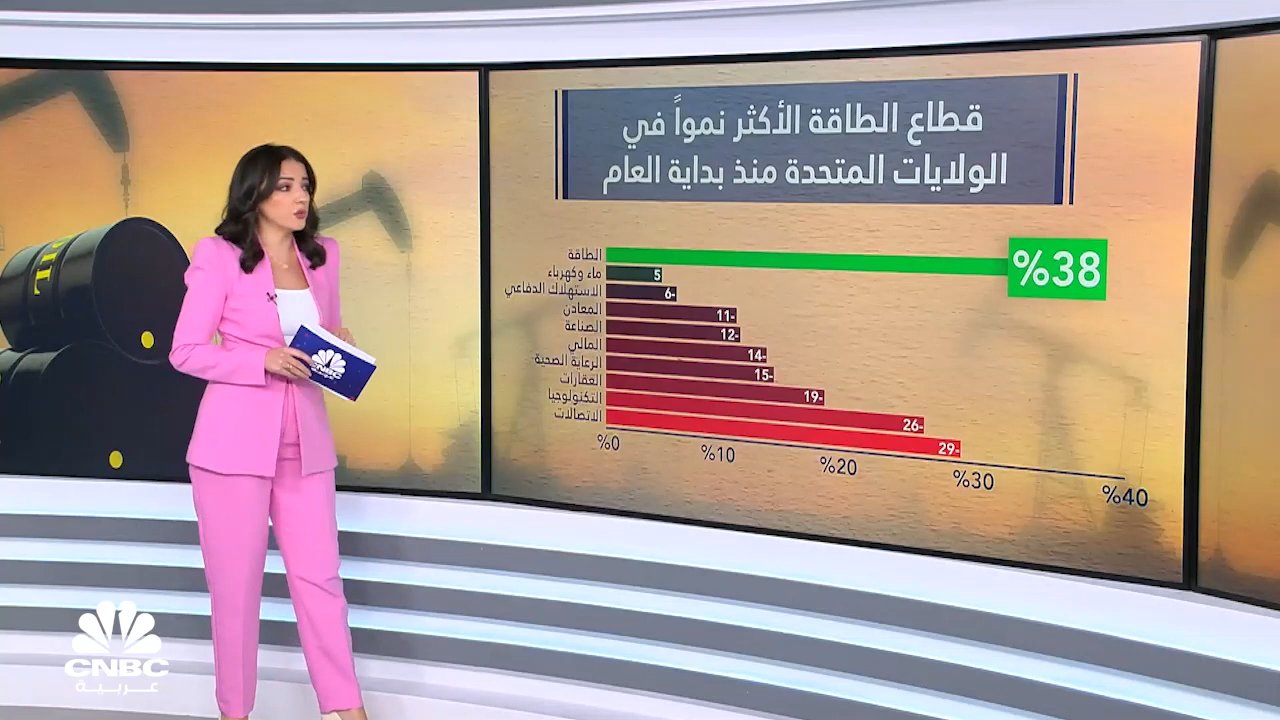 قطاع الطاقة الأكثر نمواً في
الولايات المتحدة منذ بداية العام
الطاقة %38
ماء وكهرباء 5
الاستهلاك الدفاعي 6-
المعادن 11-
الصناعة 12-
المالي 14-
الرعاية الصحية 15-
العقارات 19-
التكنولوجيا 26-
الاتصالات 29-
%0 %10 %20 %30 %40
OIL
CNBC
CNBC
عربية